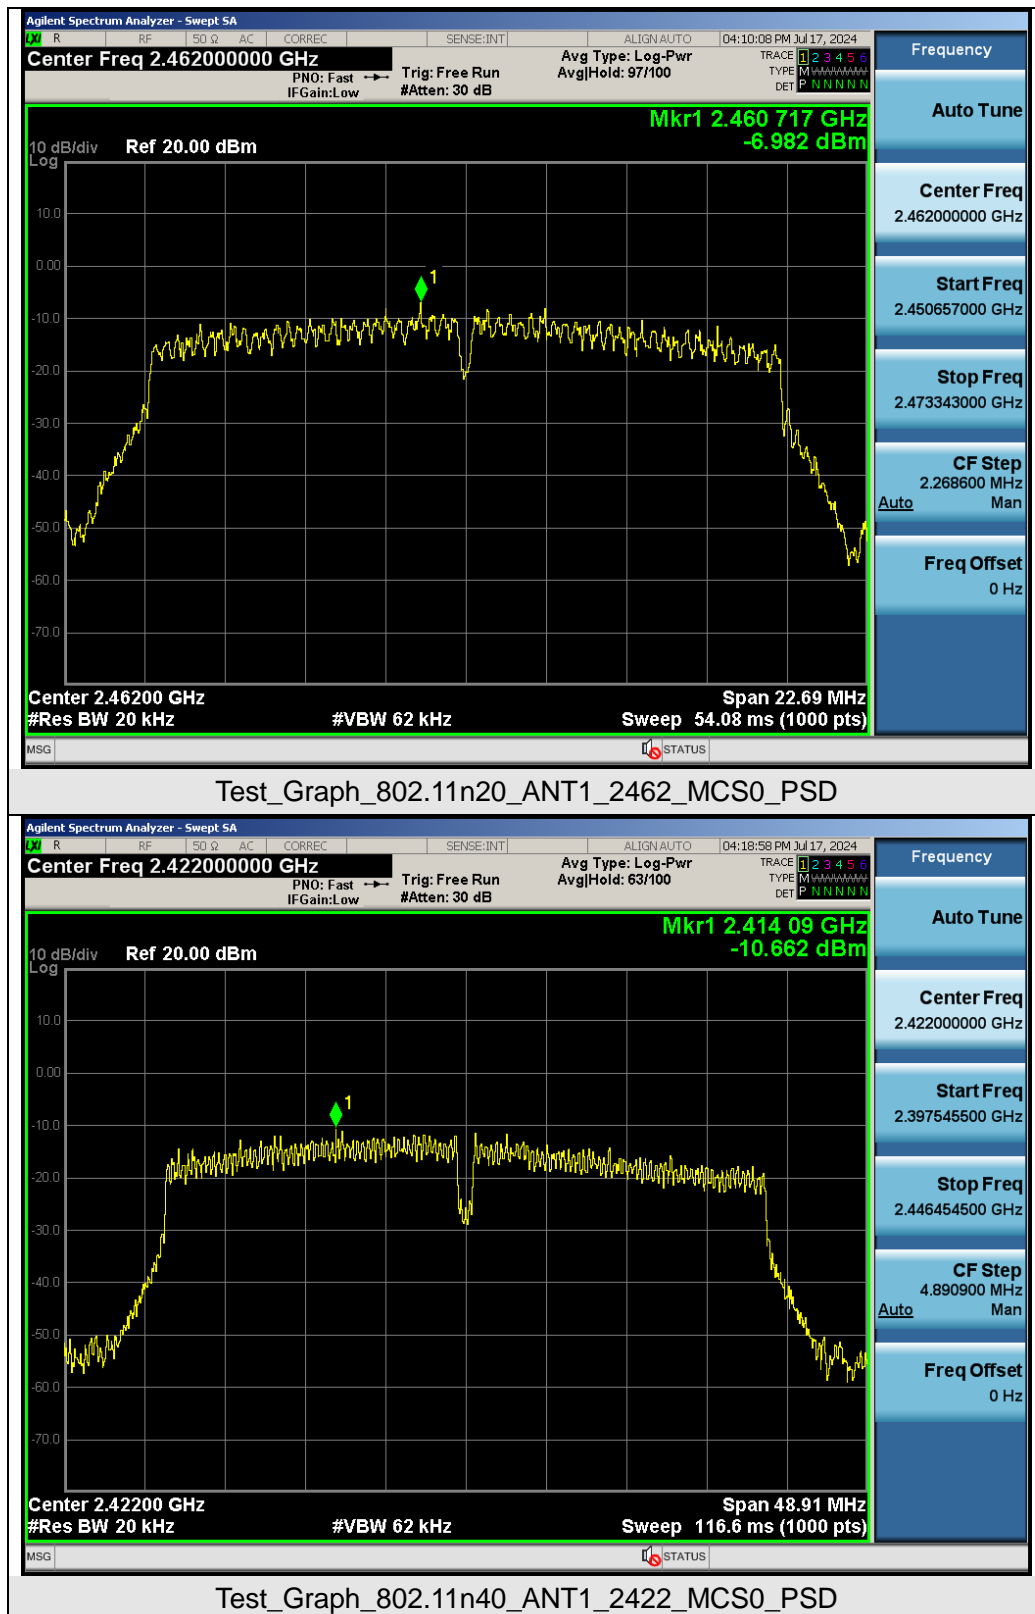 Agilent Spectrum Analyzer - Swept SA
LXI R RF 50 Ω AC CORREC SENSE:INT ALIGN AUTO 04:10:08 PM Jul 17, 2024
Center Freq 2.462000000 GHz
PNO: Fast
IFGain:Low
Trig: Free Run
#Atten: 30 dB
Avg Type: Log-Pwr
Avg|Hold: 97/100
TRACE 1 2 3 4 5 6
TYPE M WWWWW
DET P N N N N N
Mkr1 2.460 717 GHz
-6.982 dBm
10 dB/div Ref 20.00 dBm
Log
10.0
0.00
-10.0
-20.0
-30.0
-40.0
-50.0
-60.0
-70.0
1
Center 2.46200 GHz Span 22.69 MHz
#Res BW 20 kHz #VBW 62 kHz Sweep 54.08 ms (1000 pts)
MSG STATUS
Frequency
Auto Tune
Center Freq
2.462000000 GHz
Start Freq
2.450657000 GHz
Stop Freq
2.473343000 GHz
CF Step
2.268600 MHz
Auto Man
Freq Offset
0 Hz
Test_Graph_802.11n20_ANT1_2462_MCS0_PSD
Agilent Spectrum Analyzer - Swept SA
LXI R RF 50 Ω AC CORREC SENSE:INT ALIGN AUTO 04:18:58 PM Jul 17, 2024
Center Freq 2.422000000 GHz
PNO: Fast
IFGain:Low
Trig: Free Run
#Atten: 30 dB
Avg Type: Log-Pwr
Avg|Hold: 63/100
TRACE 1 2 3 4 5 6
TYPE M WWWWW
DET P N N N N N
Mkr1 2.414 09 GHz
-10.662 dBm
10 dB/div Ref 20.00 dBm
Log
10.0
0.00
-10.0
-20.0
-30.0
-40.0
-50.0
-60.0
-70.0
1
Center 2.42200 GHz Span 48.91 MHz
#Res BW 20 kHz #VBW 62 kHz Sweep 116.6 ms (1000 pts)
MSG STATUS
Frequency
Auto Tune
Center Freq
2.422000000 GHz
Start Freq
2.397545500 GHz
Stop Freq
2.446454500 GHz
CF Step
4.890900 MHz
Auto Man
Freq Offset
0 Hz
Test_Graph_802.11n40_ANT1_2422_MCS0_PSD